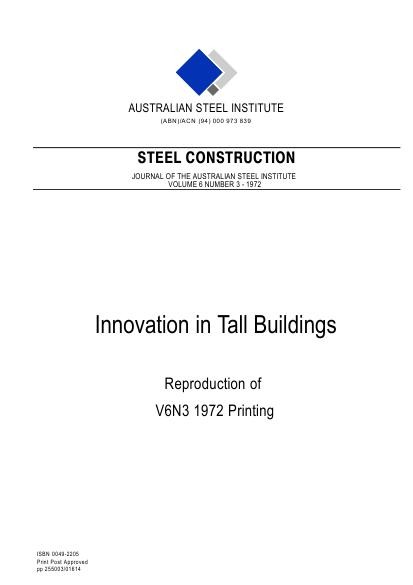 AUSTRALIAN STEEL INSTITUTE
(ABN)/ACN (94) 000 973 839
STEEL CONSTRUCTION
JOURNAL OF THE AUSTRALIAN STEEL INSTITUTE
VOLUME 6 NUMBER 3 - 1972
Innovation in Tall Buildings
Reproduction of
V6N3 1972 Printing
ISBN 0049-2205
Print Post Approved
pp 255003/01614